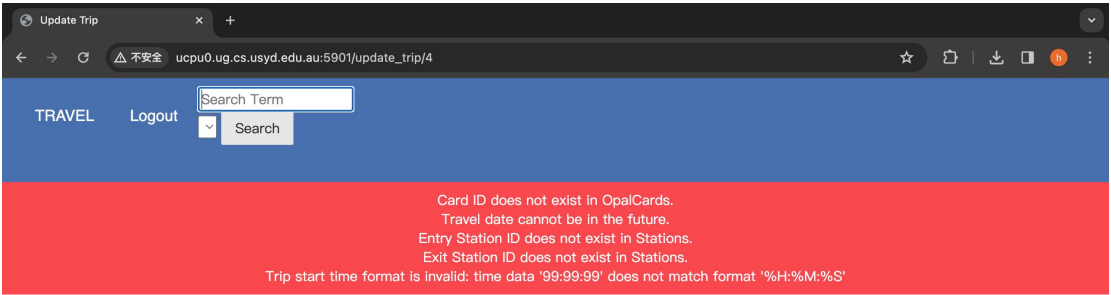 Update Trip
不安全 ucpu0.ug.cs.usyd.edu.au:5901/update_trip/4
h
TRAVEL
Logout
Search Term
Search
Card ID does not exist in OpalCards.
Travel date cannot be in the future.
Entry Station ID does not exist in Stations.
Exit Station ID does not exist in Stations.
Trip start time format is invalid: time data '99:99:99' does not match format '%H:%M:%S'